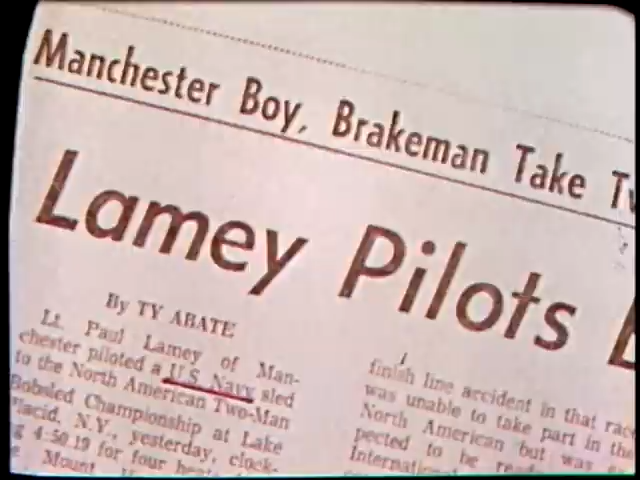 Manchester Boy, Brakeman Take
Lamey Pilots
By TY ABATE
Lt. Paul Lamey of Man-
chester piloted a U.S. Navy sled
to the North American Two-Man
Bobsled Championship at Lake
Placid, N.Y., yesterday, clock-
4:50.19 for four
Mount
finish line accident in that race
was unable to take part in the
North American but was
pected to be
International